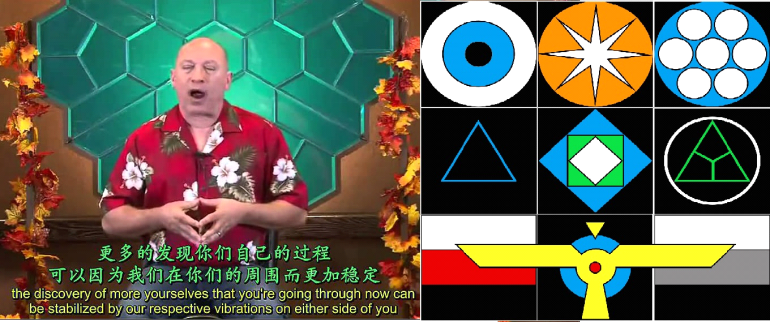 更多的发现你们自己的过程
可以因为我们在你们的周围而更加稳定
the discovery of more yourselves that you're going through now can
be stabilized by our respective vibrations on either side of you